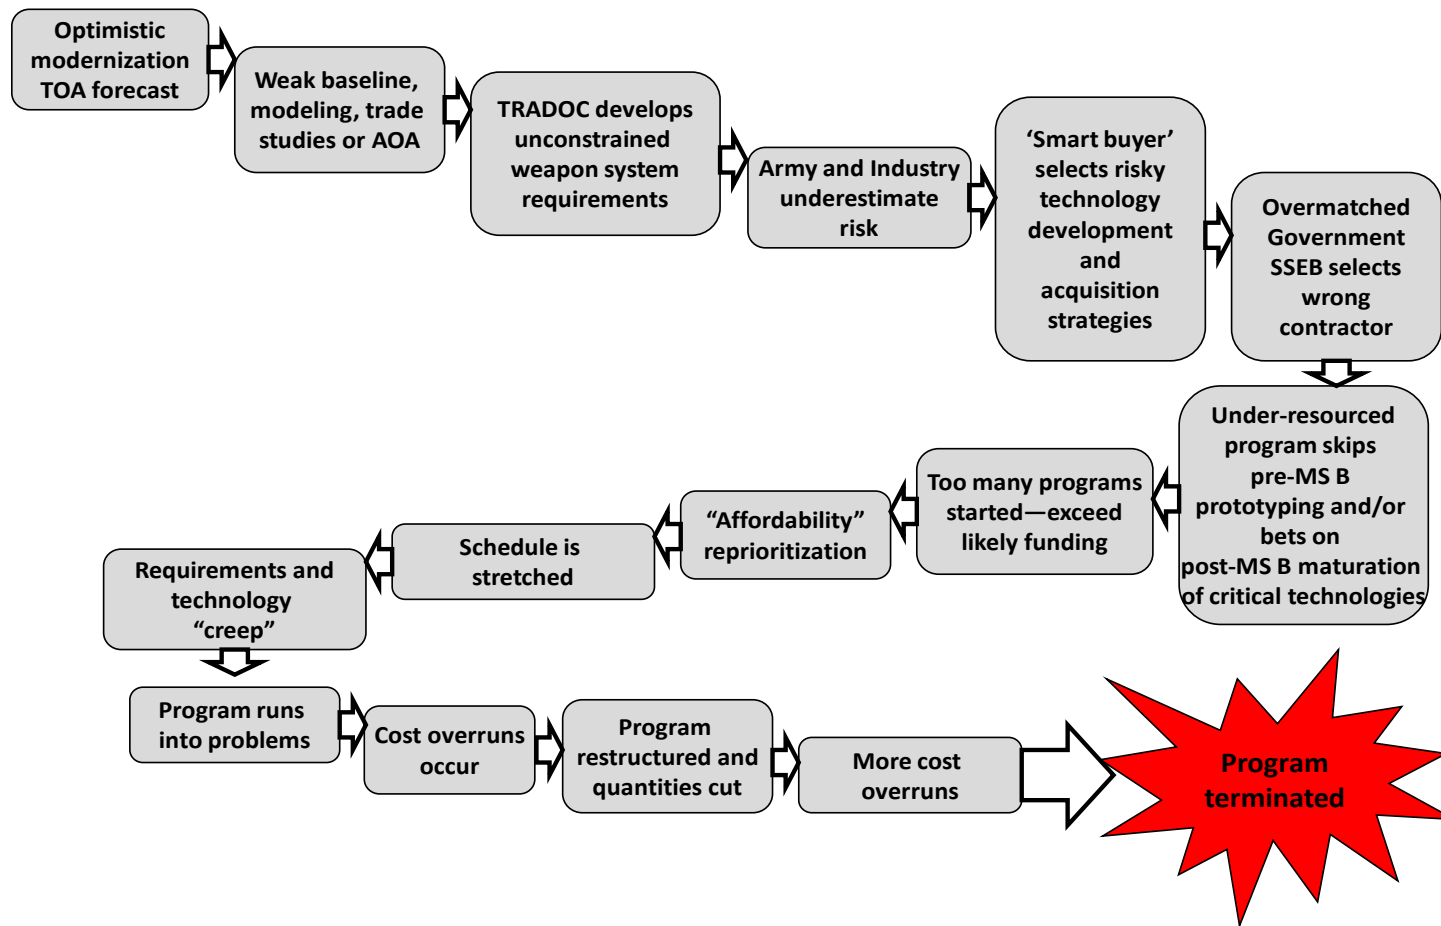 Optimistic
modernization
TOA forecast
Weak baseline,
modeling, trade
studies or AOA
TRADOC develops
unconstrained
weapon system
requirements
Army and Industry
underestimate
risk
‘Smart buyer’
selects risky
technology
development
and
acquisition
strategies
Overmatched
Government
SSEB selects
wrong
contractor
Under-resourced
program skips
pre-MS B
prototyping and/or
bets on
post-MS B maturation
of critical technologies
Too many programs
started—exceed
likely funding
“Affordability”
reprioritization
Schedule is
stretched
Requirements and
technology
“creep”
Program runs
into problems
Cost overruns
occur
Program
restructured and
quantities cut
More cost
overruns
Program
terminated